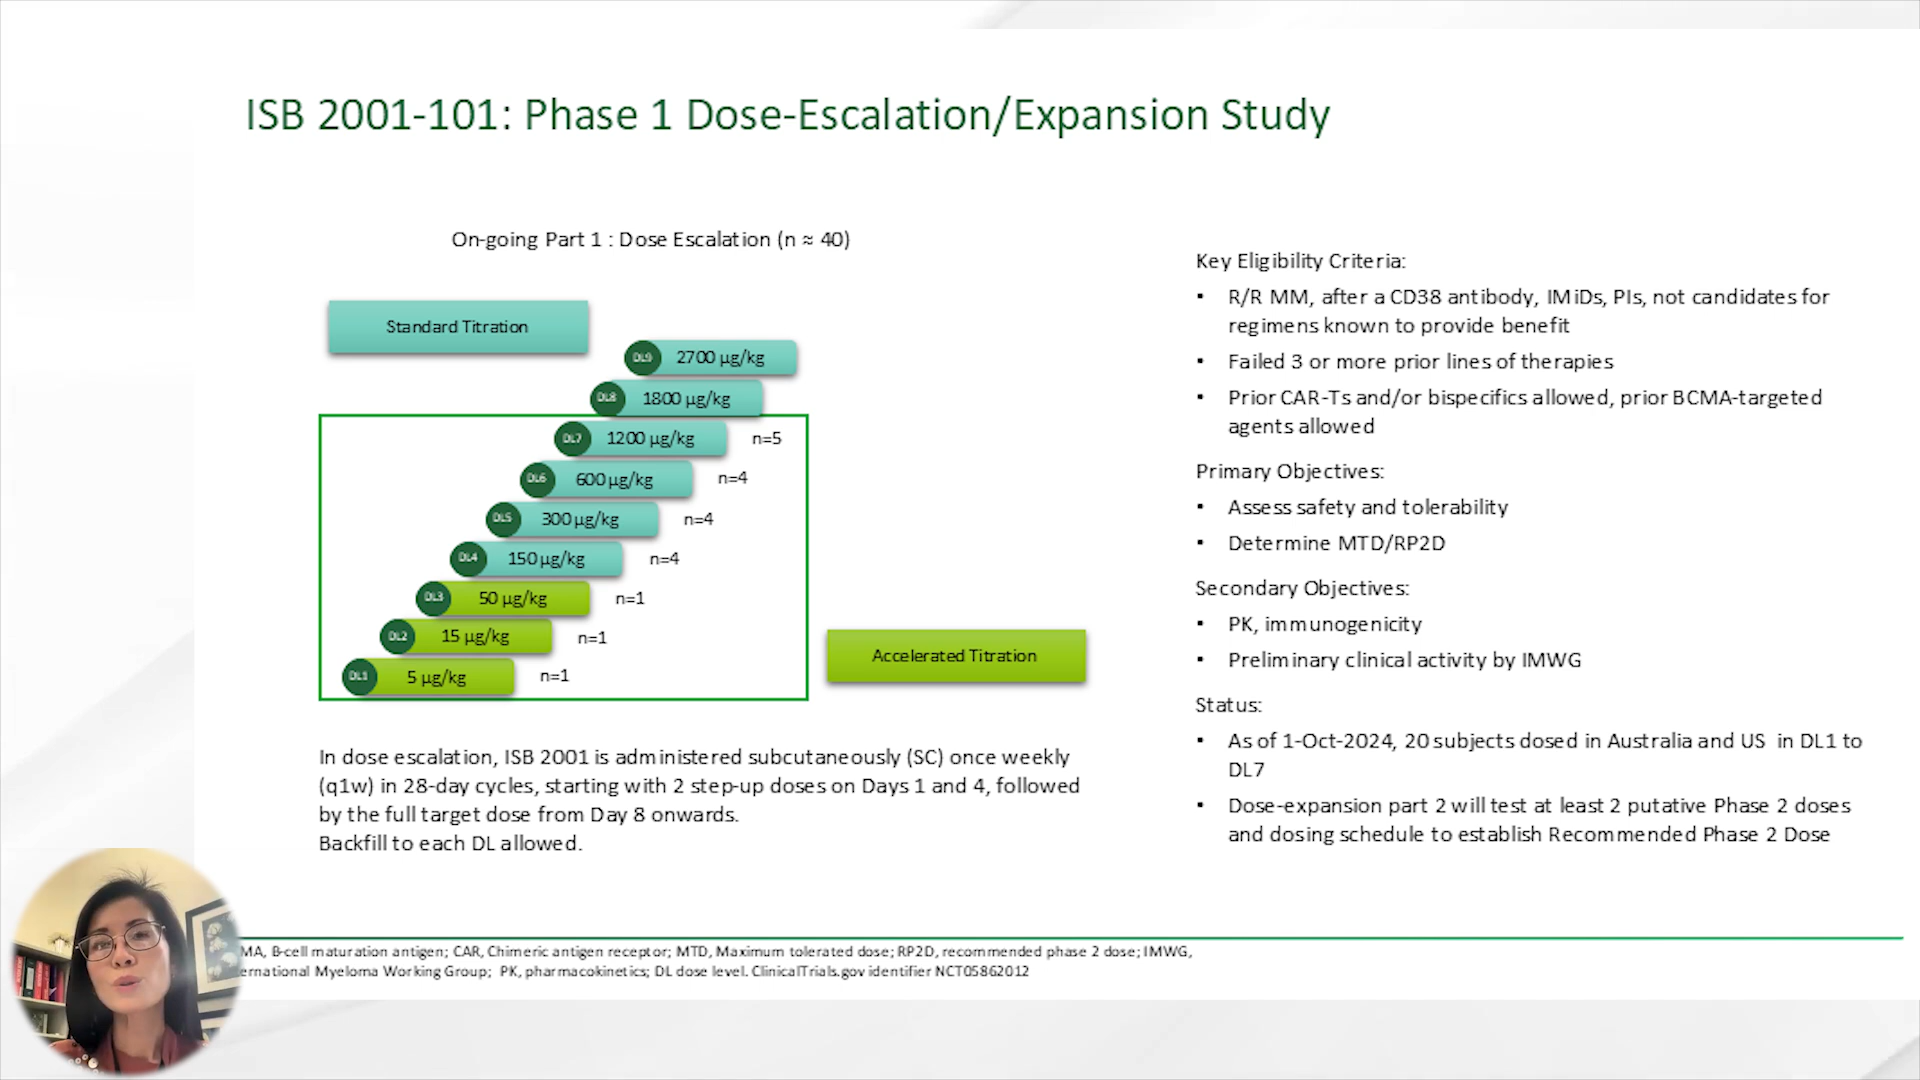 ISB 2001-101: Phase 1 Dose-Escalation/Expansion Study
On-going Part 1 : Dose Escalation (n ≈ 40)
Standard Titration
DL9 2700 µg/kg
DL8 1800 µg/kg
DL7 1200 µg/kg n=5
DL6 600 µg/kg n=4
DL5 300 µg/kg n=4
DL4 150 µg/kg n=4
DL3 50 µg/kg n=1
DL2 15 µg/kg n=1
DL1 5 µg/kg n=1
Accelerated Titration
In dose escalation, ISB 2001 is administered subcutaneously (SC) once weekly
(q1w) in 28-day cycles, starting with 2 step-up doses on Days 1 and 4, followed
by the full target dose from Day 8 onwards.
Backfill to each DL allowed.
Key Eligibility Criteria:
▪ R/R MM, after a CD38 antibody, IMiDs, PIs, not candidates for
regimens known to provide benefit
▪ Failed 3 or more prior lines of therapies
▪ Prior CAR-Ts and/or bispecifics allowed, prior BCMA-targeted
agents allowed
Primary Objectives:
▪ Assess safety and tolerability
▪ Determine MTD/RP2D
Secondary Objectives:
▪ PK, immunogenicity
▪ Preliminary clinical activity by IMWG
Status:
▪ As of 1-Oct-2024, 20 subjects dosed in Australia and US in DL1 to
DL7
▪ Dose-expansion part 2 will test at least 2 putative Phase 2 doses
and dosing schedule to establish Recommended Phase 2 Dose
MA, B-cell maturation antigen; CAR, Chimeric antigen receptor; MTD, Maximum tolerated dose; RP2D, recommended phase 2 dose; IMWG,
ernational Myeloma Working Group; PK, pharmacokinetics; DL dose level. ClinicalTrials.gov identifier NCT05862012